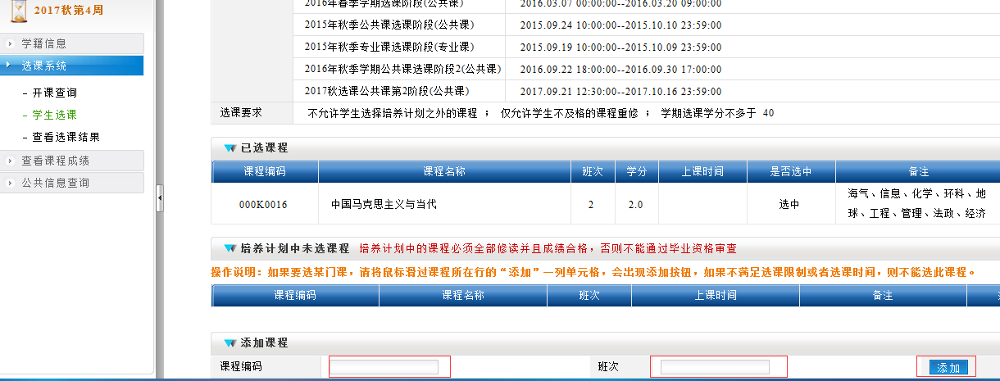 2017秋第4周
学籍信息
选课系统
- 开课查询
- 学生选课
- 查看选课结果
查看课程成绩
公共信息查询
2016年春季学期选课阶段(公共课) 2016.03.07 00:00:00--2016.03.20 09:00:00
2015年秋季公共课选课阶段(公共课) 2015.09.24 10:00:00--2015.10.10 23:59:00
2015年秋季专业课选课阶段(专业课) 2015.09.19 10:00:00--2015.10.09 23:59:00
2016年秋季学期公共课选课阶段2(公共课) 2016.09.22 18:00:00--2016.09.30 17:00:00
2017秋选课公共课第2阶段(公共课) 2017.09.21 12:30:00--2017.10.16 23:59:00
选课要求 不允许学生选择培养计划之外的课程 ； 仅允许学生不及格的课程重修 ； 学期选课学分不多于 40
已选课程
课程编码 课程名称 班次 学分 上课时间 是否选中 备注
000K0016 中国马克思主义与当代 2 2.0 选中 海气、信息、化学、环科、地
球、工程、管理、法政、经济
培养计划中未选课程 培养计划中的课程必须全部修读并且成绩合格，否则不能通过毕业资格审查
操作说明：如果要选某门课，请将鼠标滑过课程所在行的“添加”一列单元格，会出现添加按钮，如果不满足选课限制或者选课时间，则不能选此课程。
课程编码 课程名称 班次 上课时间 备注
添加课程
课程编码 班次 添加